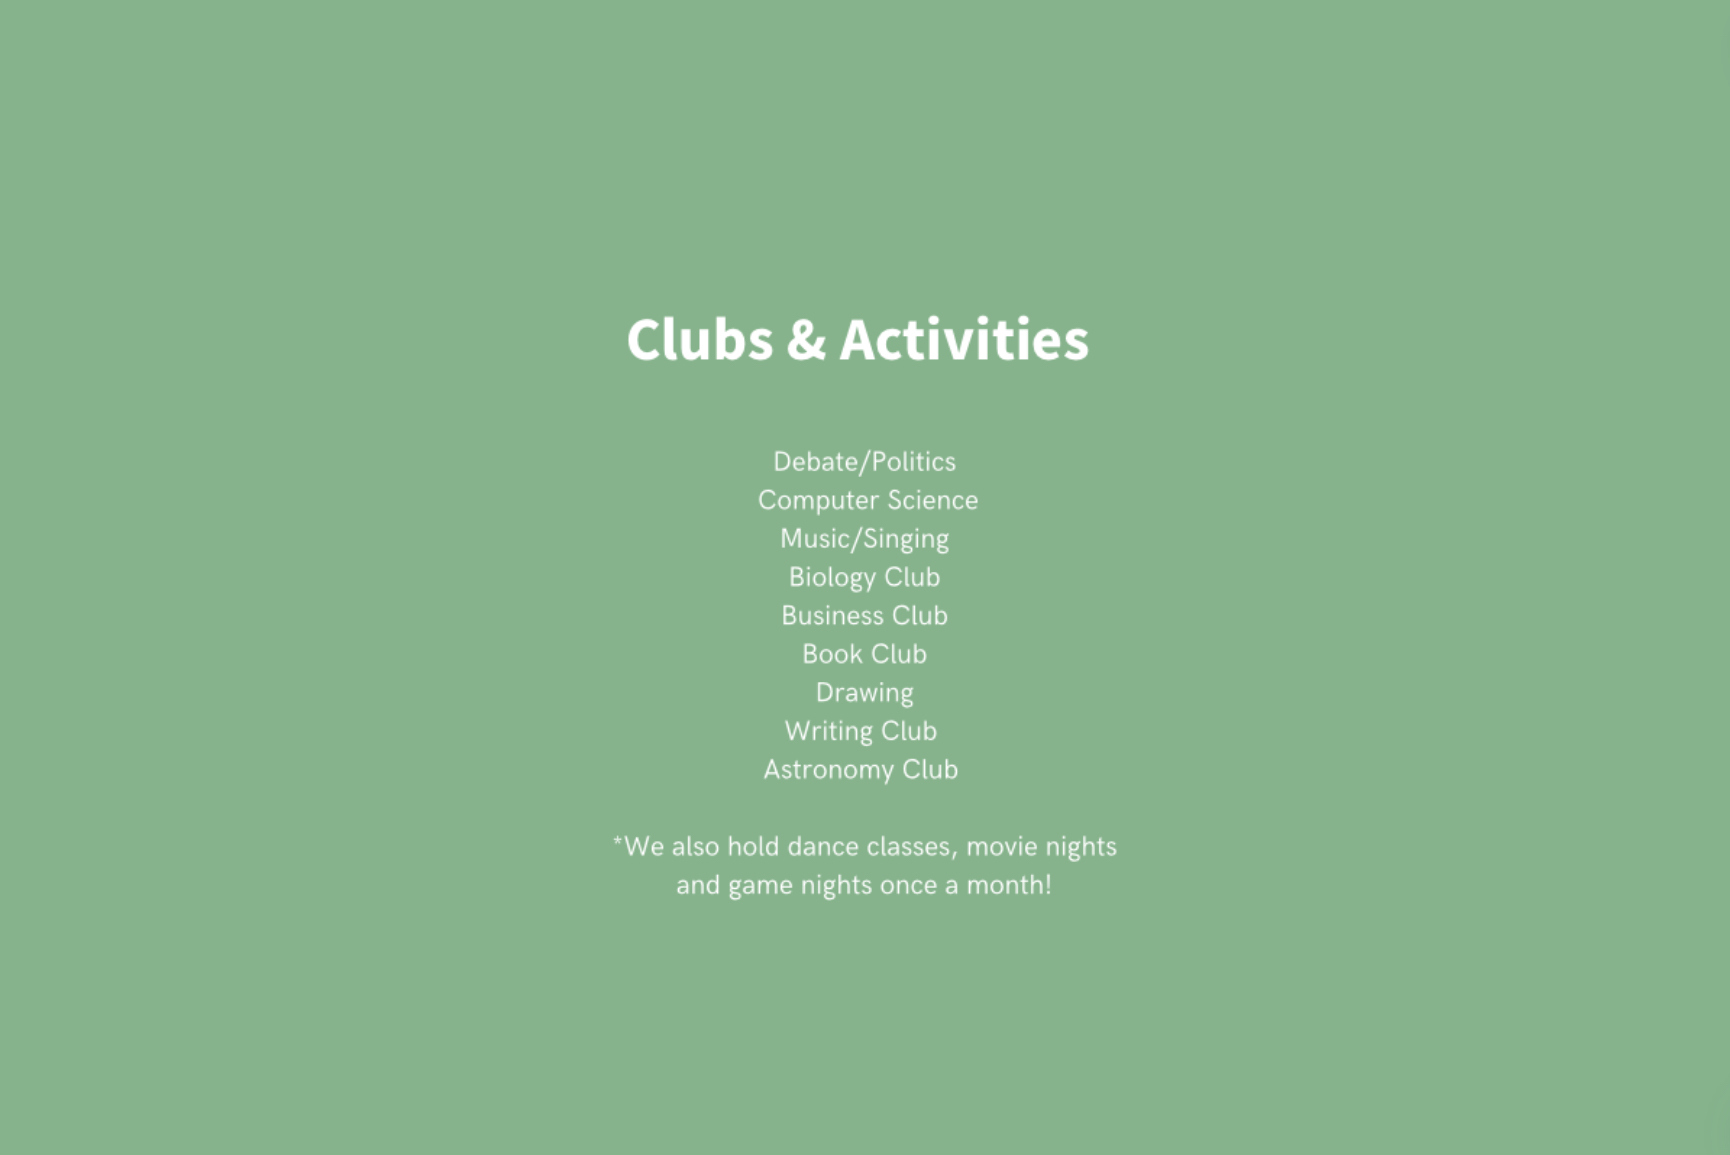 Clubs & Activities
Debate/Politics
Computer Science
Music/Singing
Biology Club
Business Club
Book Club
Drawing
Writing Club
Astronomy Club
*We also hold dance classes, movie nights
and game nights once a month!